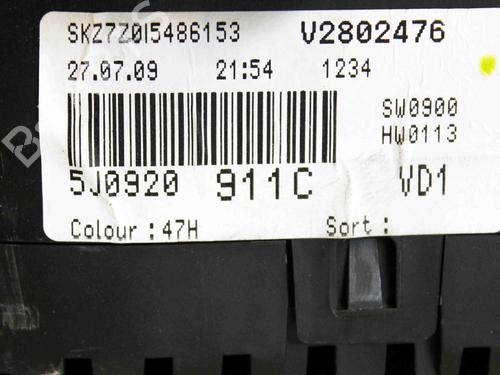 SKZ7Z0I5486153 V2802476
27.07.09 21:54 1234
SW0900
HW0113
5J0920 911C VD1
Colour : 47H Sort :